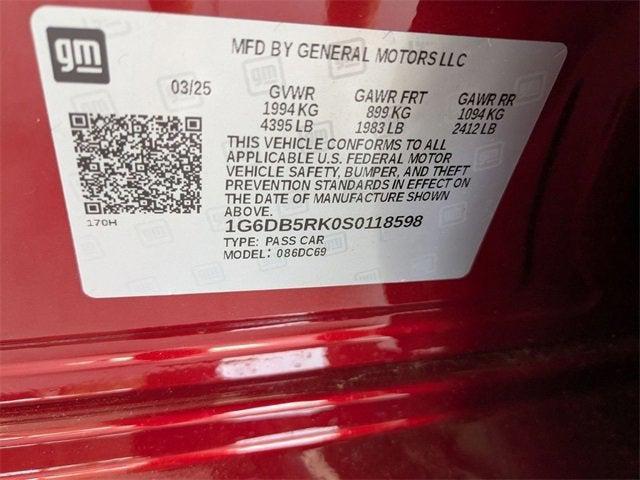 gm
MFD BY GENERAL MOTORS LLC
03/25
GVWR GAWR FRT GAWR RR
1994 KG 899 KG 1094 KG
4395 LB 1983 LB 2412 LB
THIS VEHICLE CONFORMS TO ALL
APPLICABLE U.S. FEDERAL MOTOR
VEHICLE SAFETY, BUMPER, AND THEFT
PREVENTION STANDARDS IN EFFECT ON
THE DATE OF MANUFACTURE SHOWN
ABOVE.
170H
1G6DB5RK0S0118598
TYPE: PASS CAR
MODEL: 086DC69